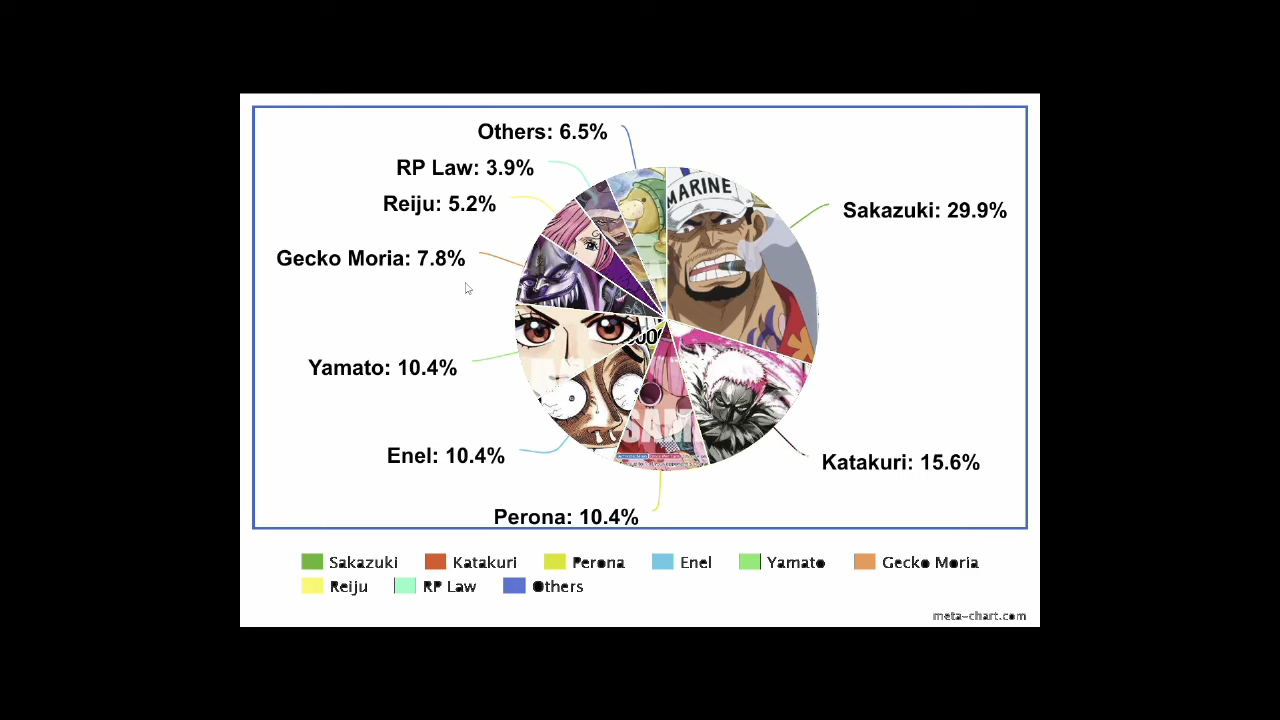 Others: 6.5%
RP Law: 3.9%
Reiju: 5.2%
Gecko Moria: 7.8%
Yamato: 10.4%
Enel: 10.4%
Perona: 10.4%
Sakazuki: 29.9%
Katakuri: 15.6%
MARINE
SAM
Sakazuki
Katakuri
Perona
Enel
Yamato
Gecko Moria
Reiju
RP Law
Others
meta-chart.com